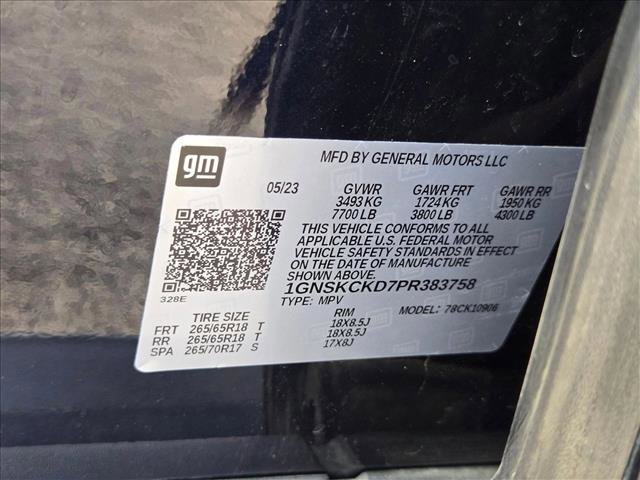 gm
MFD BY GENERAL MOTORS LLC
05/23 GVWR GAWR FRT GAWR RR
3493 KG 1724 KG 1950 KG
7700 LB 3800 LB 4300 LB
THIS VEHICLE CONFORMS TO ALL
APPLICABLE U.S. FEDERAL MOTOR
VEHICLE SAFETY STANDARDS IN EFFECT
ON THE DATE OF MANUFACTURE
SHOWN ABOVE.
328E
1GNSKCKD7PR383758
TYPE: MPV MODEL: 78CK10906
TIRE SIZE RIM
FRT 265/65R18 T 18X8.5J
RR 265/65R18 T 18X8.5J
SPA 265/70R17 S 17X8J